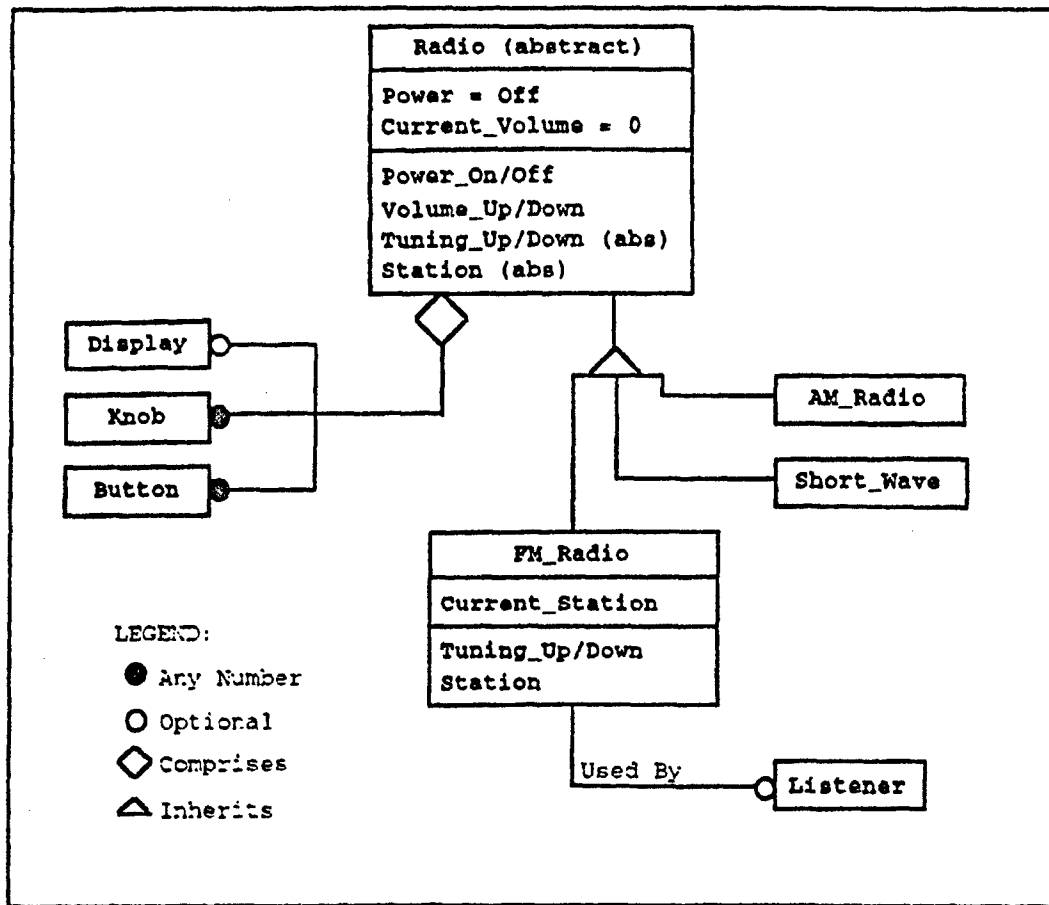 Radio (abstract)
Power = Off
Current_Volume = 0
Power_On/Off
Volume_Up/Down
Tuning_Up/Down (abs)
Station (abs)
Display
Knob
Button
AM_Radio
Short_Wave
FM_Radio
Current_Station
Tuning_Up/Down
Station
LEGEND:
Any Number
Optional
Comprises
Inherits
Used By
Listener